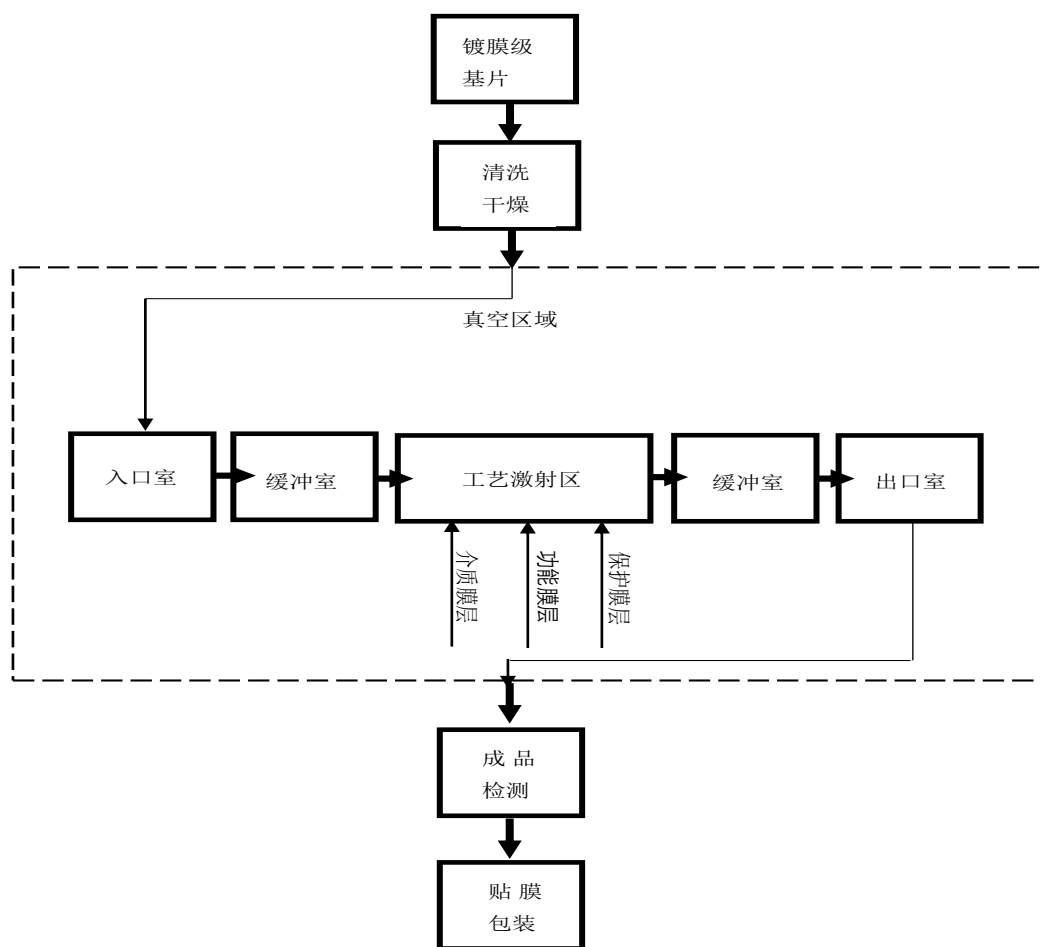 镀膜级
基片
清洗
干燥
真空区域
入口室
缓冲室
工艺激射区
缓冲室
出口室
介质膜层
功能膜层
保护膜层
成 品
检测
贴 膜
包装